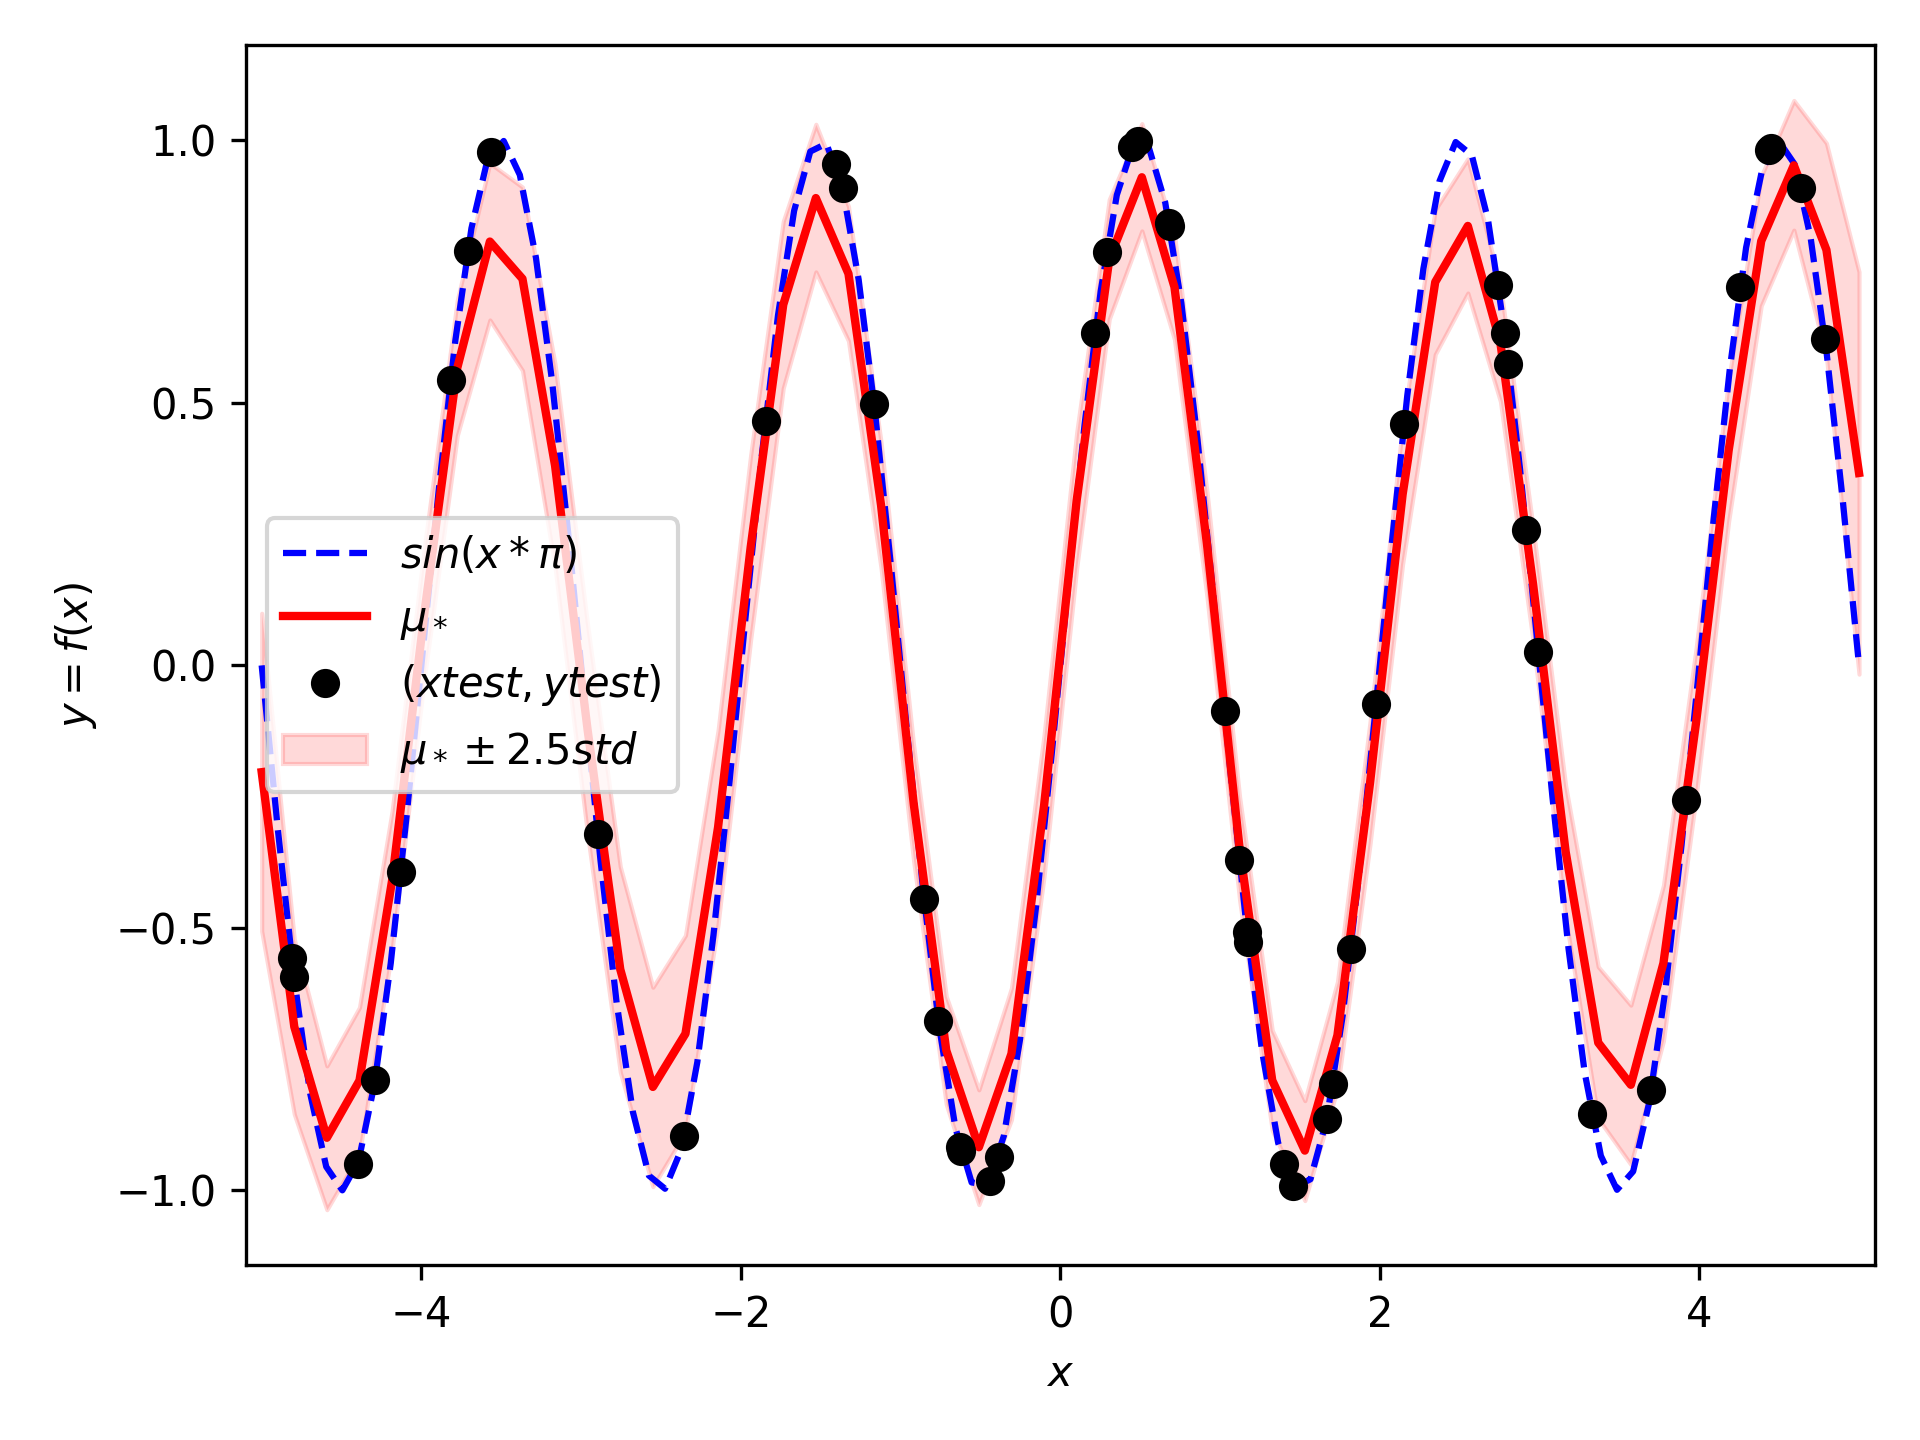 1.0
0.5
0.0
−0.5
−1.0
y = f(x)
sin(x * π)
μ*
(xtest, ytest)
μ* ± 2.5std
−4 −2 0 2 4
x